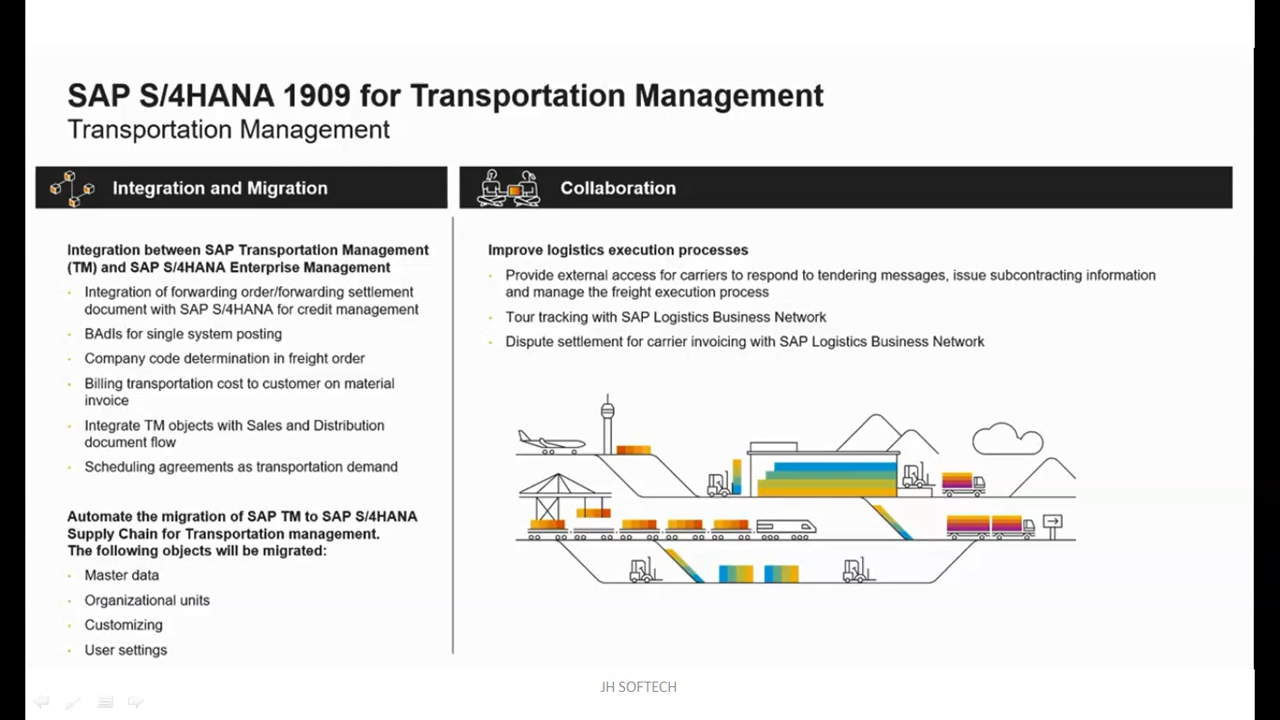 SAP S/4HANA 1909 for Transportation Management
Transportation Management
Integration and Migration
Integration between SAP Transportation Management
(TM) and SAP S/4HANA Enterprise Management
Integration of forwarding order/forwarding settlement
document with SAP S/4HANA for credit management
BAdIs for single system posting
Company code determination in freight order
Billing transportation cost to customer on material
invoice
Integrate TM objects with Sales and Distribution
document flow
Scheduling agreements as transportation demand
Automate the migration of SAP TM to SAP S/4HANA
Supply Chain for Transportation management.
The following objects will be migrated:
Master data
Organizational units
Customizing
User settings
Collaboration
Improve logistics execution processes
Provide external access for carriers to respond to tendering messages, issue subcontracting information
and manage the freight execution process
Tour tracking with SAP Logistics Business Network
Dispute settlement for carrier invoicing with SAP Logistics Business Network
JH SOFTECH